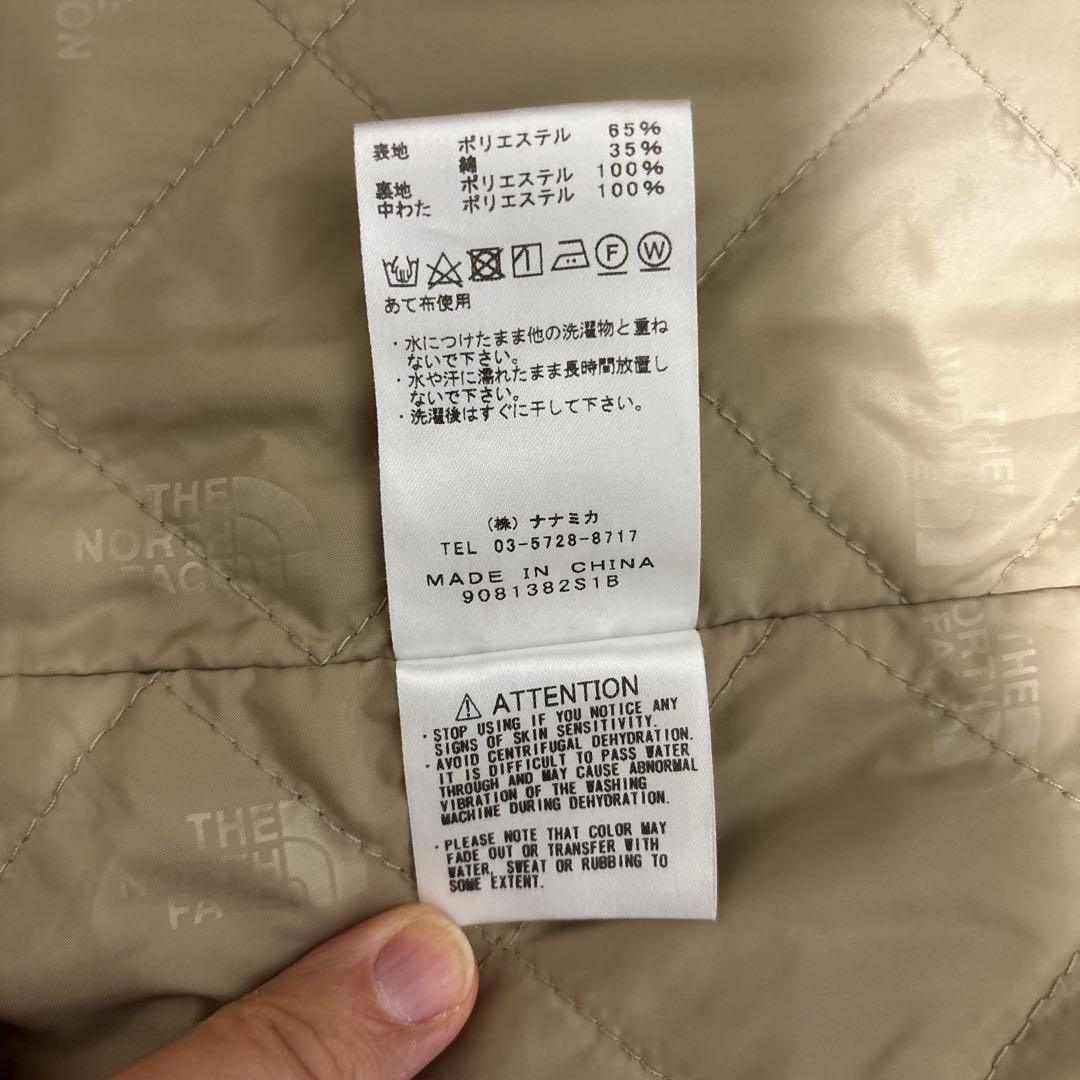 表地 ポリエステル 65%
綿 35%
裏地 ポリエステル 100%
中わた ポリエステル 100%
F W
あて布使用
・水につけたまま他の洗濯物と重ね
ないで下さい。
・水や汗に濡れたまま長時間放置し
ないで下さい。
・洗濯後はすぐに干して下さい。
(株) ナナミカ
TEL 03-5728-8717
MADE IN CHINA
9081382S1B
ATTENTION
・STOP USING IF YOU NOTICE ANY
SIGNS OF SKIN SENSITIVITY.
・AVOID CENTRIFUGAL DEHYDRATION.
IT IS DIFFICULT TO PASS WATER
THROUGH AND MAY CAUSE ABNORMAL
VIBRATION OF THE WASHING
MACHINE DURING DEHYDRATION.
・PLEASE NOTE THAT COLOR MAY
FADE OUT OR TRANSFER WITH
WATER, SWEAT OR RUBBING TO
SOME EXTENT.
THE
NORTH
FACE
THE
NORTH
FACE
THE
NORTH
FACE